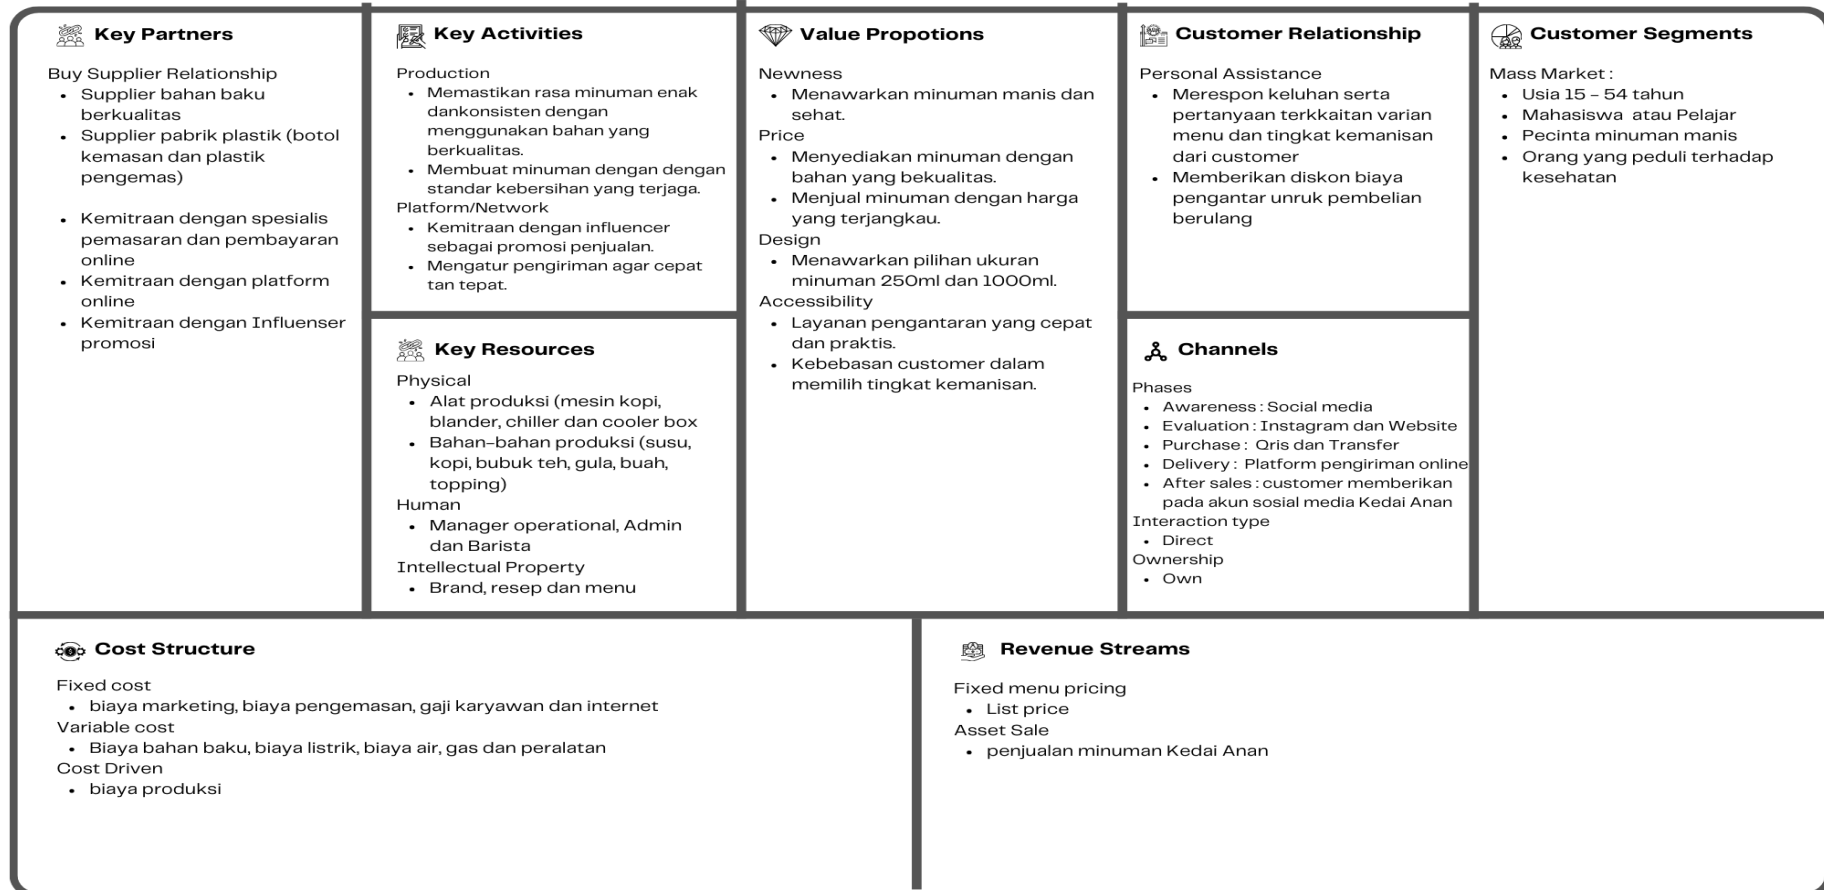 Key Partners
Buy Supplier Relationship
• Supplier bahan baku
berkualitas
• Supplier pabrik plastik (botol
kemasan dan plastik
pengemas)
• Kemitraan dengan spesialis
pemasaran dan pembayaran
online
• Kemitraan dengan platform
online
• Kemitraan dengan Influenser
promosi
Key Activities
Production
• Memastikan rasa minuman enak
dankonsisten dengan
menggunakan bahan yang
berkualitas.
• Membuat minuman dengan dengan
standar kebersihan yang terjaga.
Platform/Network
• Kemitraan dengan influencer
sebagai promosi penjualan.
• Mengatur pengiriman agar cepat
tan tepat.
Key Resources
Physical
• Alat produksi (mesin kopi,
blander, chiller dan cooler box
• Bahan-bahan produksi (susu,
kopi, bubuk teh, gula, buah,
topping)
Human
• Manager operational, Admin
dan Barista
Intellectual Property
• Brand, resep dan menu
Value Propotions
Newness
• Menawarkan minuman manis dan
sehat.
Price
• Menyediakan minuman dengan
bahan yang bekualitas.
• Menjual minuman dengan harga
yang terjangkau.
Design
• Menawarkan pilihan ukuran
minuman 250ml dan 1000ml.
Accessibility
• Layanan pengantaran yang cepat
dan praktis.
• Kebebasan customer dalam
memilih tingkat kemanisan.
Customer Relationship
Personal Assistance
• Merespon keluhan serta
pertanyaan terkkaitan varian
menu dan tingkat kemanisan
dari customer
• Memberikan diskon biaya
pengantar unruk pembelian
berulang
Channels
Phases
• Awareness : Social media
• Evaluation : Instagram dan Website
• Purchase : Qris dan Transfer
• Delivery : Platform pengiriman online
• After sales : customer memberikan
pada akun sosial media Kedai Anan
Interaction type
• Direct
Ownership
• Own
Customer Segments
Mass Market :
• Usia 15 - 54 tahun
• Mahasiswa atau Pelajar
• Pecinta minuman manis
• Orang yang peduli terhadap
kesehatan
Cost Structure
Fixed cost
• biaya marketing, biaya pengemasan, gaji karyawan dan internet
Variable cost
• Biaya bahan baku, biaya listrik, biaya air, gas dan peralatan
Cost Driven
• biaya produksi
Revenue Streams
Fixed menu pricing
• List price
Asset Sale
• penjualan minuman Kedai Anan